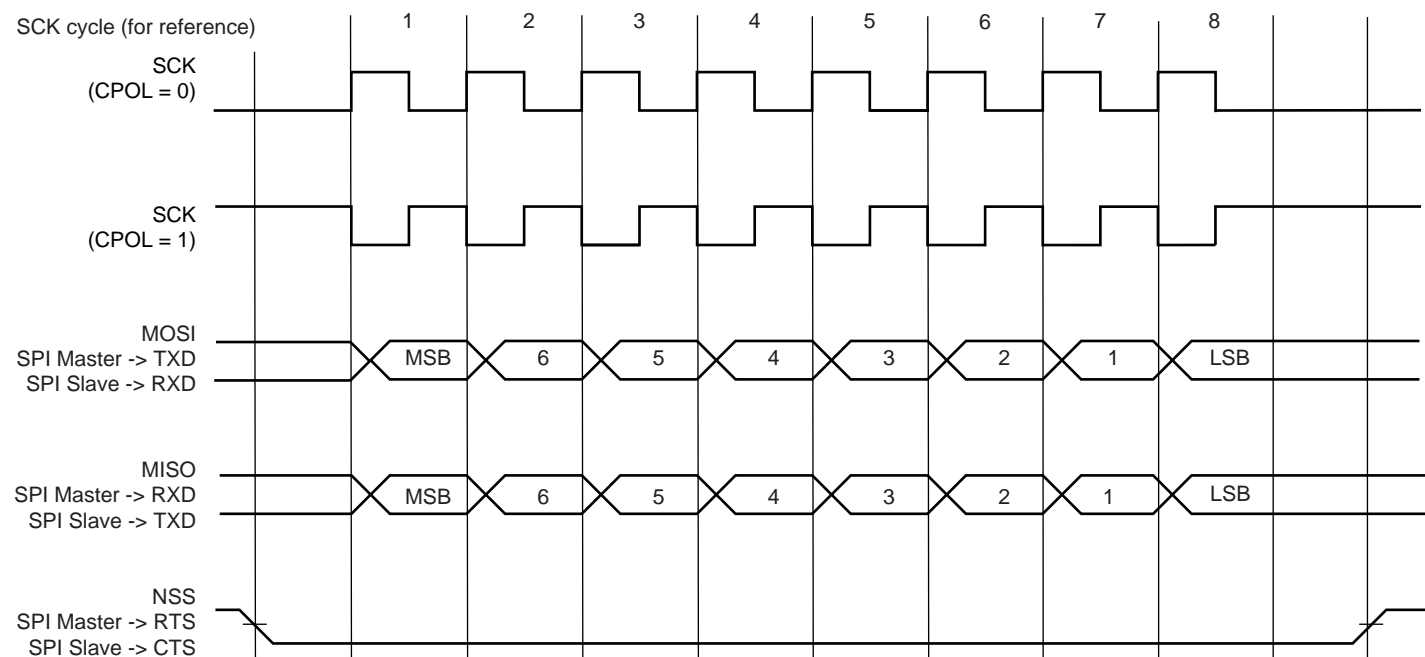 SCK cycle (for reference)
1 2 3 4 5 6 7 8
SCK
(CPOL = 0)
SCK
(CPOL = 1)
MOSI
SPI Master -> TXD
SPI Slave -> RXD
MSB 6 5 4 3 2 1 LSB
MISO
SPI Master -> RXD
SPI Slave -> TXD
MSB 6 5 4 3 2 1 LSB
NSS
SPI Master -> RTS
SPI Slave -> CTS